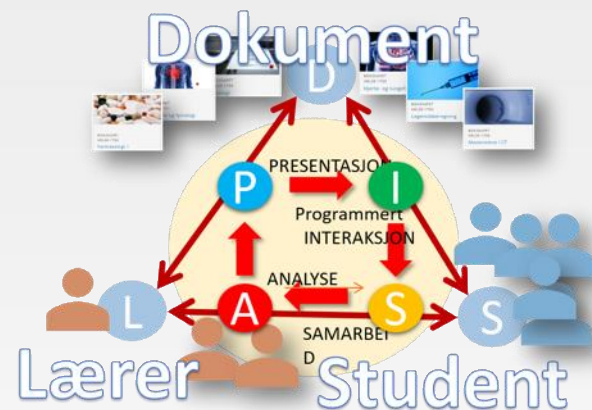 Dokument
D
P
PRESENTASJON
I
Programmert
INTERAKSJON
ANALYSE
L
A
S
S
SAMARBEI
D
Lærer
Student